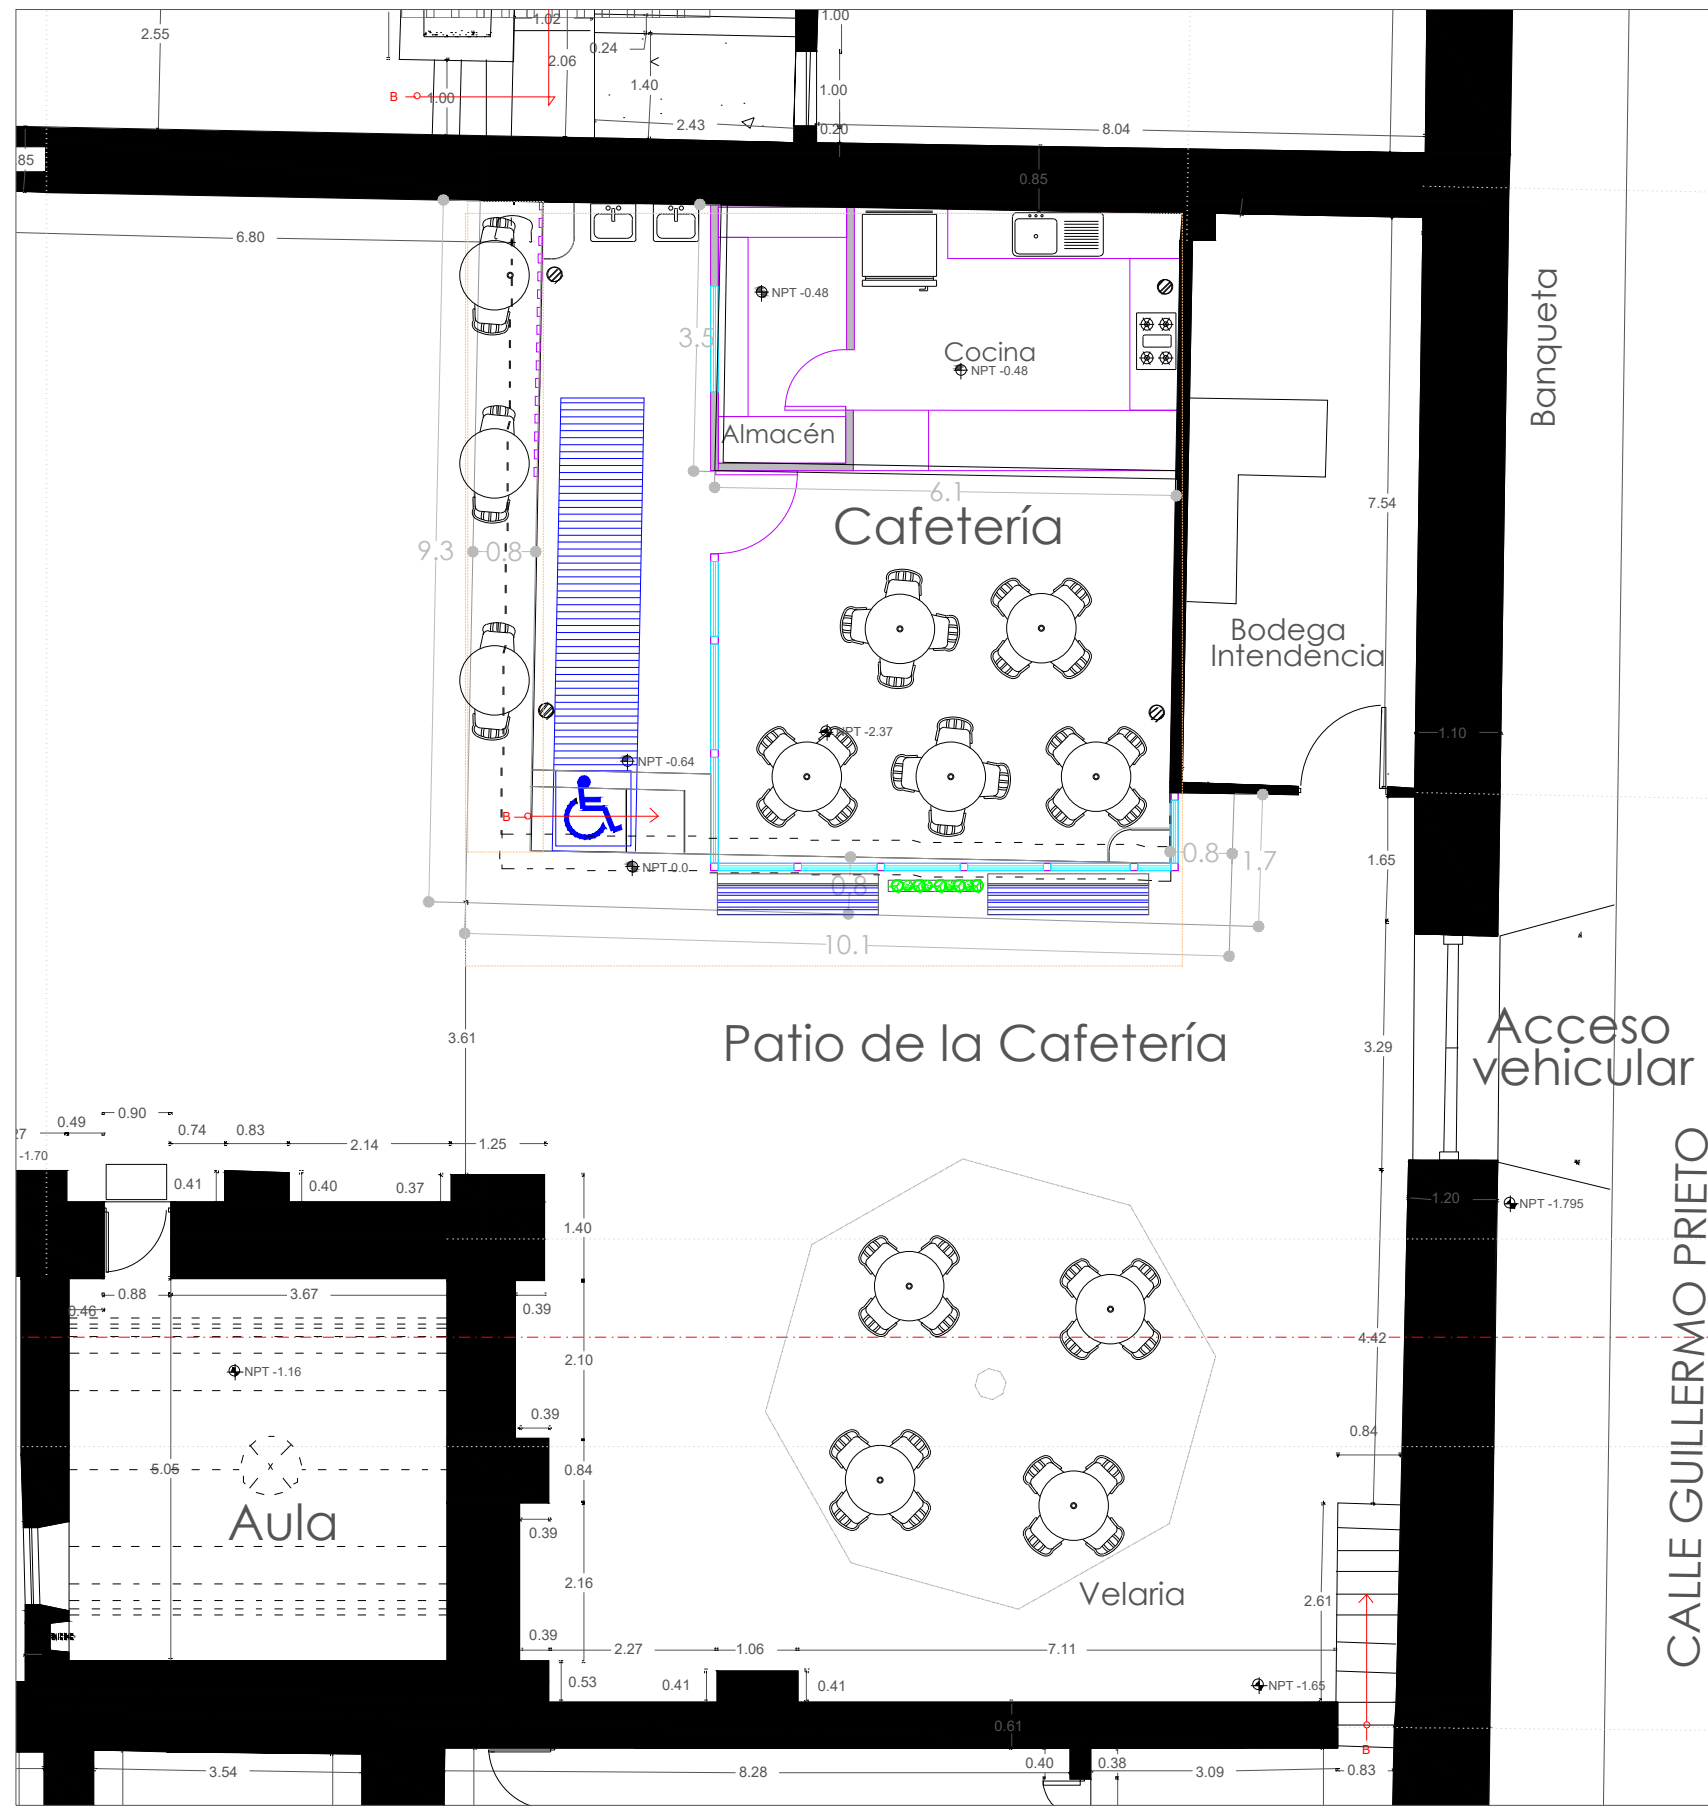 1.00
2.55
1.02
0.24
2.06
1.40
1.00
B
1.00
2.43
0.20
8.04
85
0.85
6.80
NPT -0.48
3.5
Cocina
NPT -0.48
Banqueta
Almacén
6.1
Cafetería
7.54
9.3
0.8
Bodega
Intendencia
NPT -2.37
1.10
NPT -0.64
B
NPT 0.0
0.8
1.7
1.65
0.8
10.1
3.61
Patio de la Cafetería
3.29
Acceso
vehicular
0.90
0.49
0.74
0.83
2.14
1.25
27
-1.70
0.41
0.40
0.37
1.20
NPT -1.795
1.40
CALLE GUILLERMO PRIETO
0.88
3.67
0.46
0.39
4.42
2.10
NPT -1.16
0.39
0.84
5.05
0.84
Aula
0.39
2.16
Velaria
2.61
0.39
2.27
1.06
7.11
0.53
0.41
0.41
NPT -1.65
0.61
B
3.54
8.28
0.40
0.38
3.09
0.83